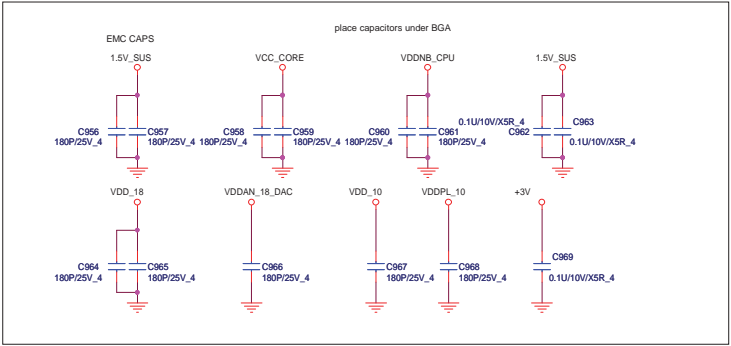 place capacitors under BGA
EMC CAPS
1.5V_SUS
VCC_CORE
VDDNB_CPU
1.5V_SUS
C956
180P/25V_4
C957
180P/25V_4
C958
180P/25V_4
C959
180P/25V_4
C960
180P/25V_4
C961
180P/25V_4
0.1U/10V/X5R_4
C962
C963
0.1U/10V/X5R_4
VDD_18
VDDAN_18_DAC
VDD_10
VDDPL_10
+3V
C964
180P/25V_4
C965
180P/25V_4
C966
180P/25V_4
C967
180P/25V_4
C968
180P/25V_4
C969
0.1U/10V/X5R_4